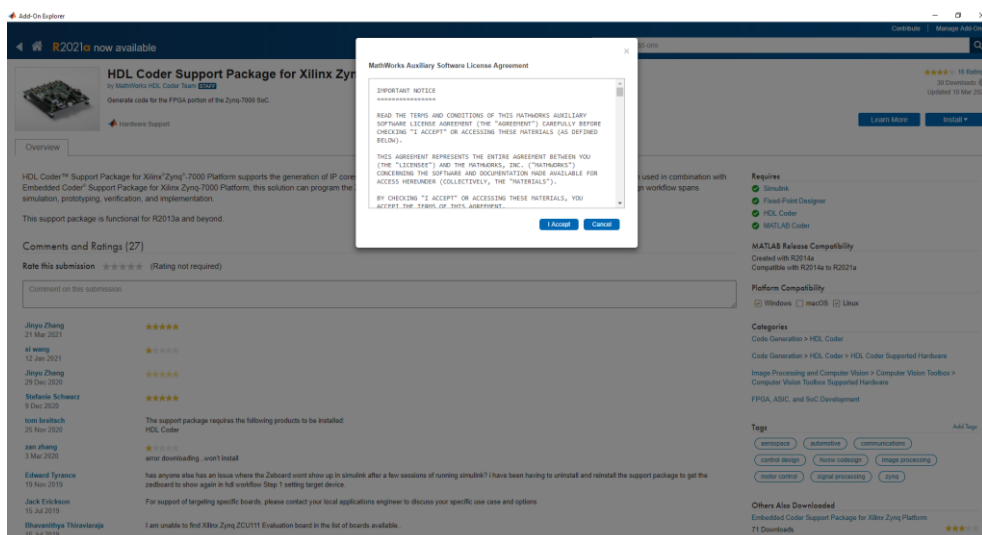 Add-On Explorer
Contribute
Manage Add-On
R2021a now available
HDL Coder Support Package for Xilinx Zyn
by MathWorks HDL Coder Team STAFF
Generate code for the FPGA portion of the Zynq-7000 SoC.
Hardware Support
Updated 10 Mar 202
Learn More
Install
Overview
HDL Coder™ Support Package for Xilinx® Zynq®-7000 Platform supports the generation of IP core
used in combination with
Embedded Coder® Support Package for Xilinx Zynq-7000 Platform, this solution can program the
n workflow spans
simulation, prototyping, verification, and implementation.
This support package is functional for R2013a and beyond.
MathWorks Auxiliary Software License Agreement
IMPORTANT NOTICE
READ THE TERMS AND CONDITIONS OF THIS MATHWORKS AUXILIARY
SOFTWARE LICENSE AGREEMENT (THE "AGREEMENT") CAREFULLY BEFORE
CHECKING "I ACCEPT" OR ACCESSING THESE MATERIALS (AS DEFINED
BELOW).
THIS AGREEMENT REPRESENTS THE ENTIRE AGREEMENT BETWEEN YOU
(THE "LICENSEE") AND THE MATHWORKS, INC. ("MATHWORKS")
CONCERNING THE SOFTWARE AND DOCUMENTATION MADE AVAILABLE FOR
ACCESS HEREUNDER (COLLECTIVELY, THE "MATERIALS").
BY CHECKING "I ACCEPT" OR ACCESSING THESE MATERIALS, YOU
ACCEPT THE TERMS OF THIS AGREEMENT.
I Accept
Cancel
Comments and Ratings (27)
Rate this submission
(Rating not required)
Comment on this submission
Jinyu Zhang
21 Mar 2021
xi wang
12 Jan 2021
Jinyu Zhang
29 Dec 2020
Stefanie Schwarz
9 Dec 2020
tom breitsch
25 Nov 2020
The support package requires the following products to be installed:
HDL Coder
zan zhang
3 Mar 2020
error downloading...won't install
Edward Tyrance
19 Nov 2019
has anyone else has an issue where the Zeboard wont show up in simulink after a few sessions of running simulink? i have been having to uninstall and reinstall the support package to get the
zedboard to show again in hdl workflow Step 1 setting target device.
Jack Erickson
15 Jul 2019
For support of targeting specific boards, please contact your local applications engineer to discuss your specific use case and options
Bhavanithya Thiraviaraja
I am unable to find Xilinx Zynq ZCU111 Evaluation board in the list of boards available..
Requires
Simulink
Fixed-Point Designer
HDL Coder
MATLAB Coder
MATLAB Release Compatibility
Created with R2014a
Compatible with R2014a to R2021a
Platform Compatibility
Windows
macOS
Linux
Categories
Code Generation > HDL Coder
Code Generation > HDL Coder > HDL Coder Supported Hardware
Image Processing and Computer Vision > Computer Vision Toolbox >
Computer Vision Toolbox Supported Hardware
FPGA, ASIC, and SoC Development
Tags
Add Tags
aerospace
automotive
communications
control design
hw/sw codesign
image processing
motor control
signal processing
zynq
Others Also Downloaded
Embedded Coder Support Package for Xilinx Zynq Platform
71 Downloads